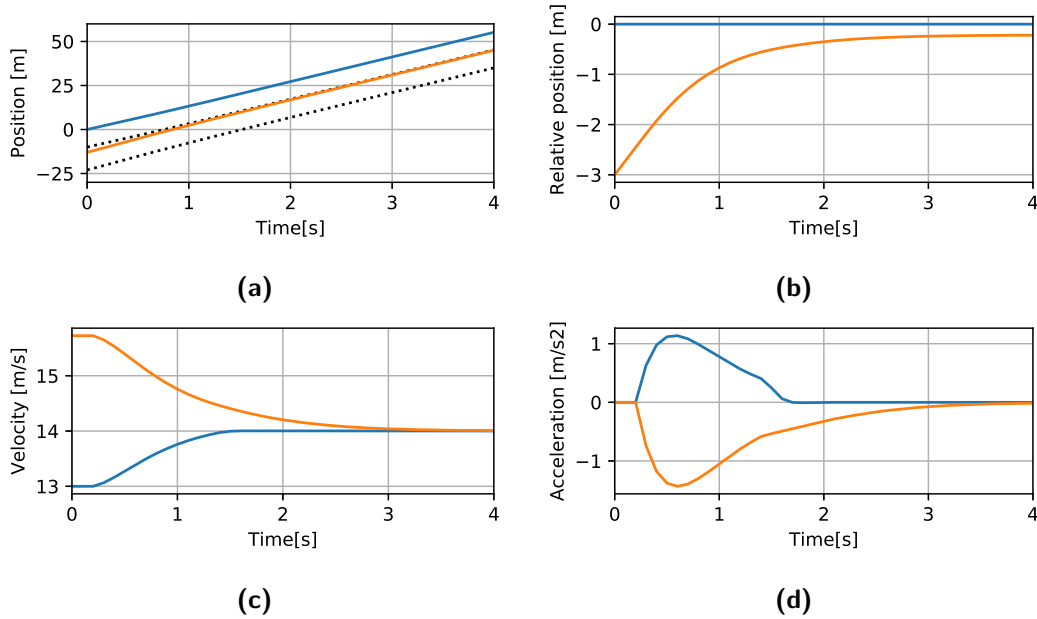 Position [m]
50
25
0
−25
0 1 2 3 4
Time[s]
(a)
Relative position [m]
0
−1
−2
−3
0 1 2 3 4
Time[s]
(b)
Velocity [m/s]
15
14
13
0 1 2 3 4
Time[s]
(c)
Acceleration [m/s2]
1
0
−1
0 1 2 3 4
Time[s]
(d)